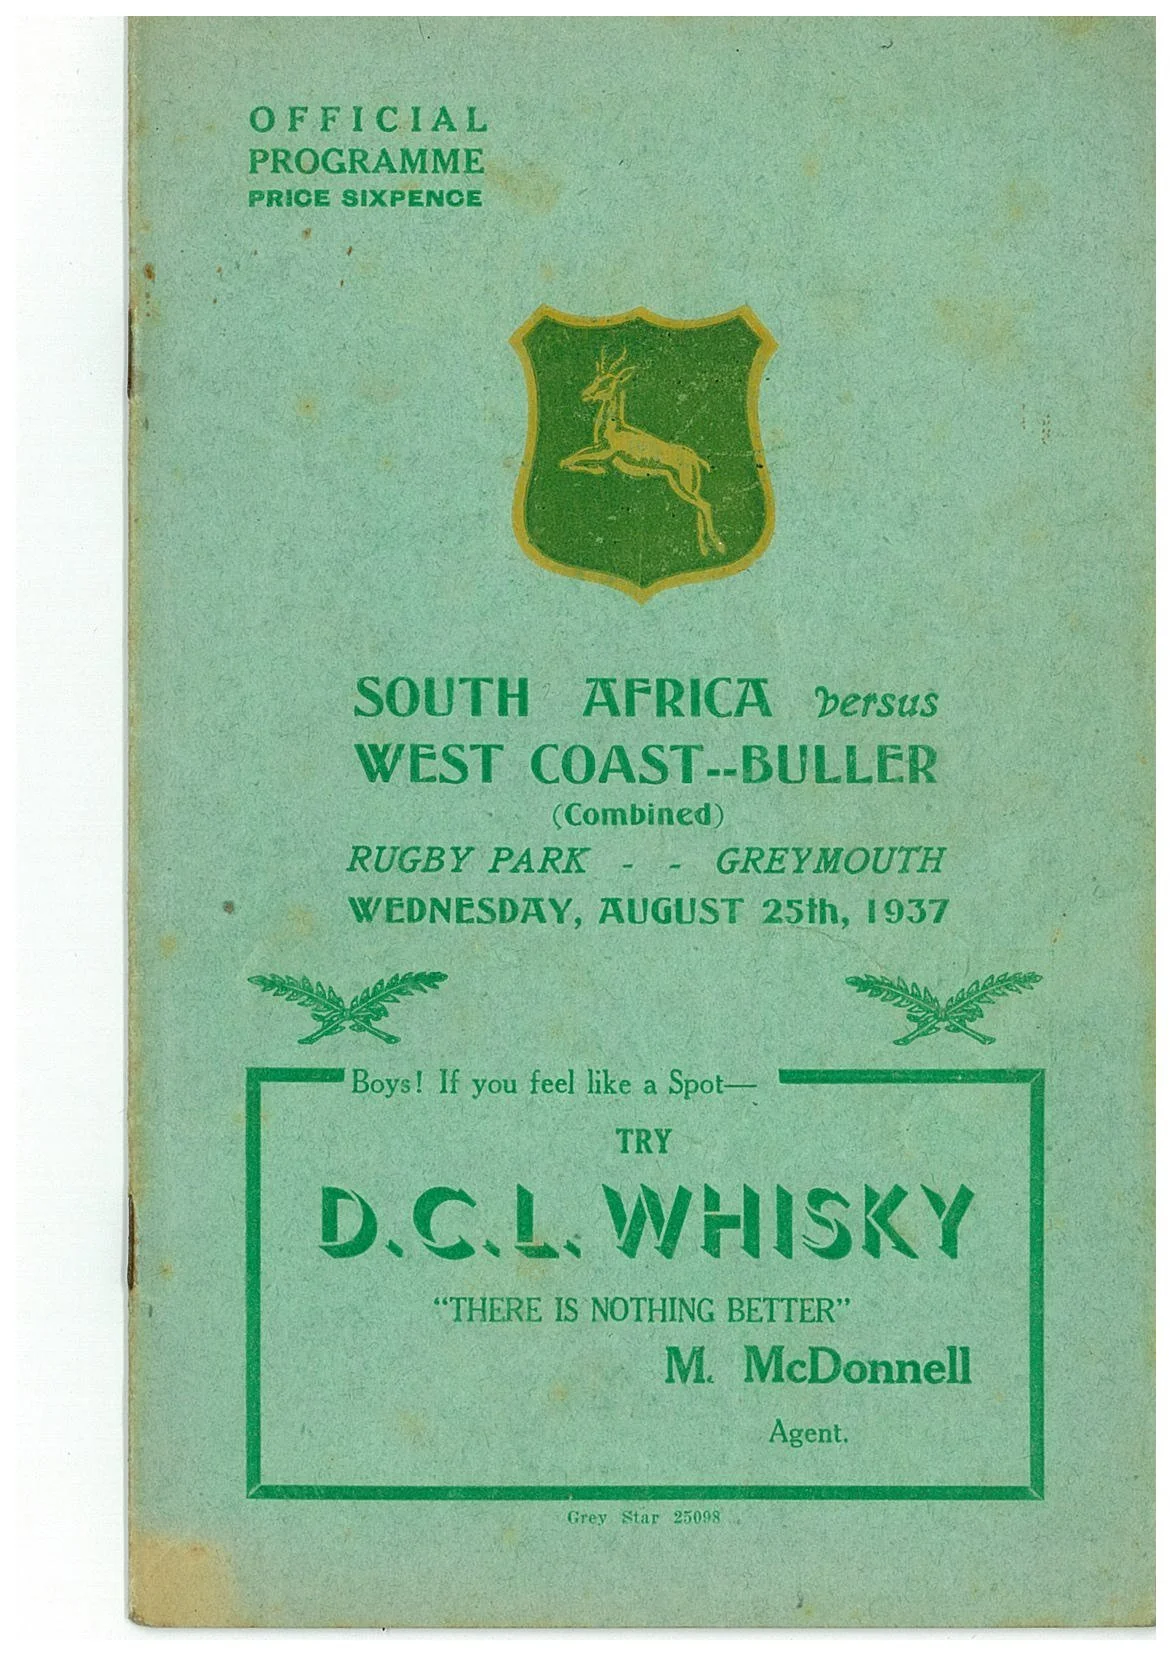 OFFICIAL
PROGRAMME
PRICE SIXPENCE
SOUTH AFRICA versus
WEST COAST--BULLER
(Combined)
RUGBY PARK - - GREYMOUTH
WEDNESDAY, AUGUST 25th, 1937
Boys! If you feel like a Spot—
TRY
D.C.L. WHISKY
"THERE IS NOTHING BETTER"
M. McDonnell
Agent.
Grey Star 25098